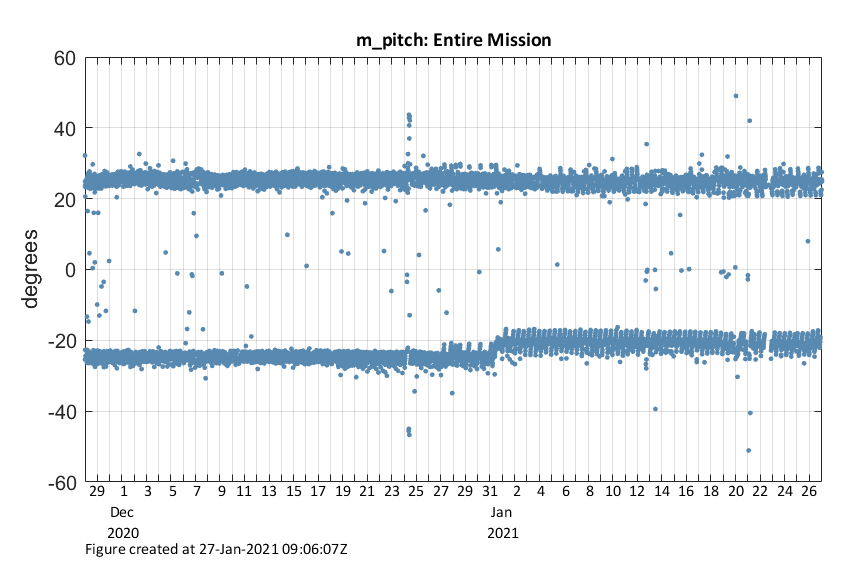 m_pitch: Entire Mission
60
40
20
0
-20
-40
-60
degrees
29 1 3 5 7 9 11 13 15 17 19 21 23 25 27 29 31 2 4 6 8 10 12 14 16 18 20 22 24 26
Dec Jan
2020 2021
Figure created at 27-Jan-2021 09:06:07Z